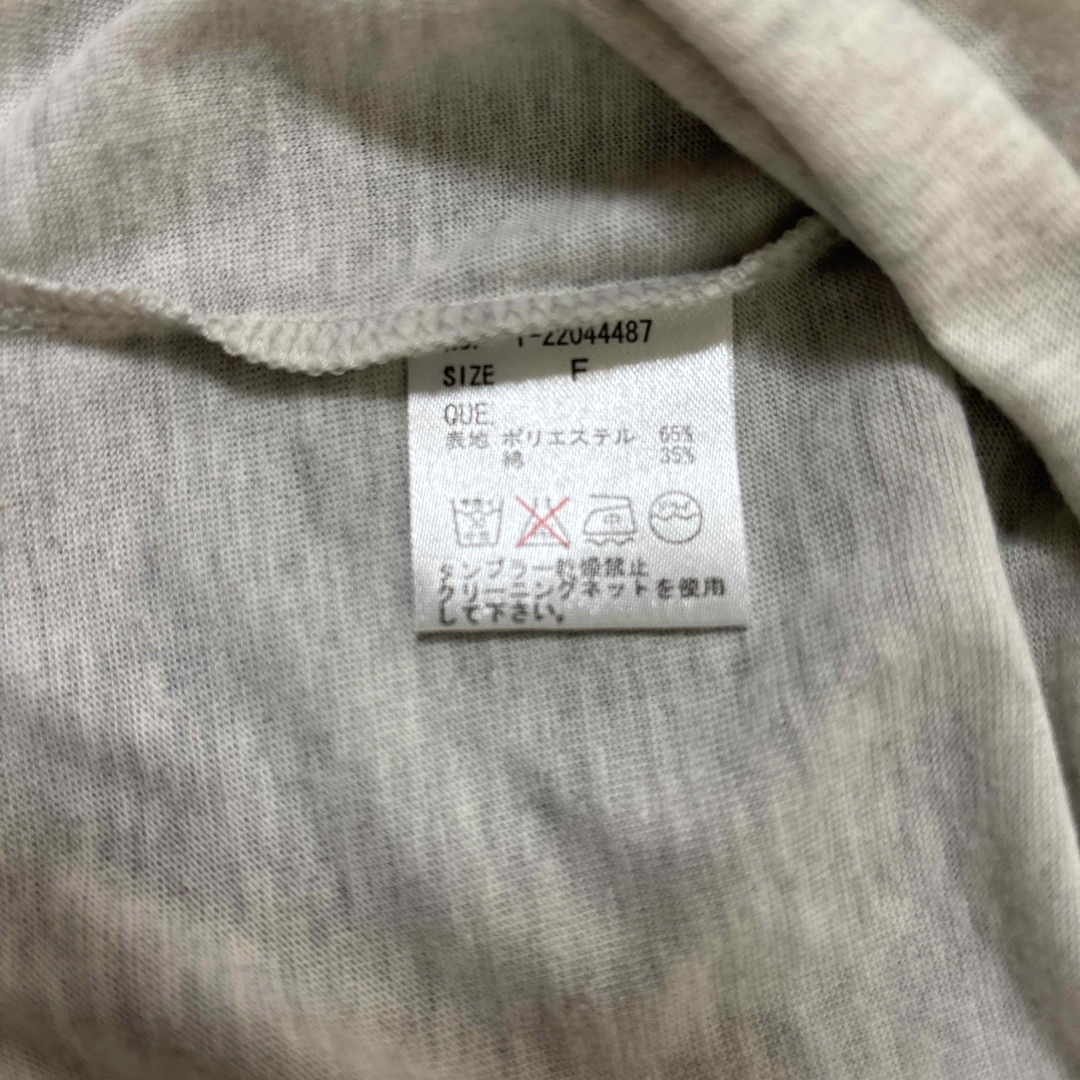 1-22044487
SIZE F
QUE.
表地 ポリエステル 65%
綿 35%
中
タンブラー乾燥禁止
クリーニングネットを使用
して下さい。